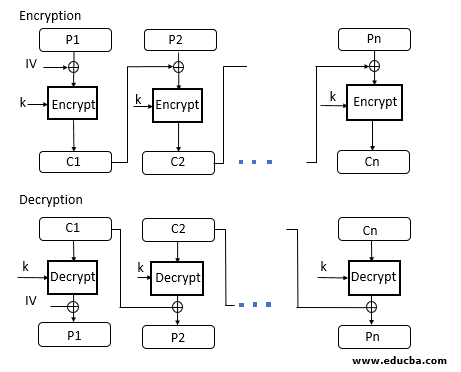 Encryption
P1 P2 Pn
IV
k Encrypt k Encrypt k Encrypt
C1 C2 Cn
Decryption
C1 C2 Cn
k Decrypt k Decrypt k Decrypt
IV
P1 P2 Pn
www.educba.com